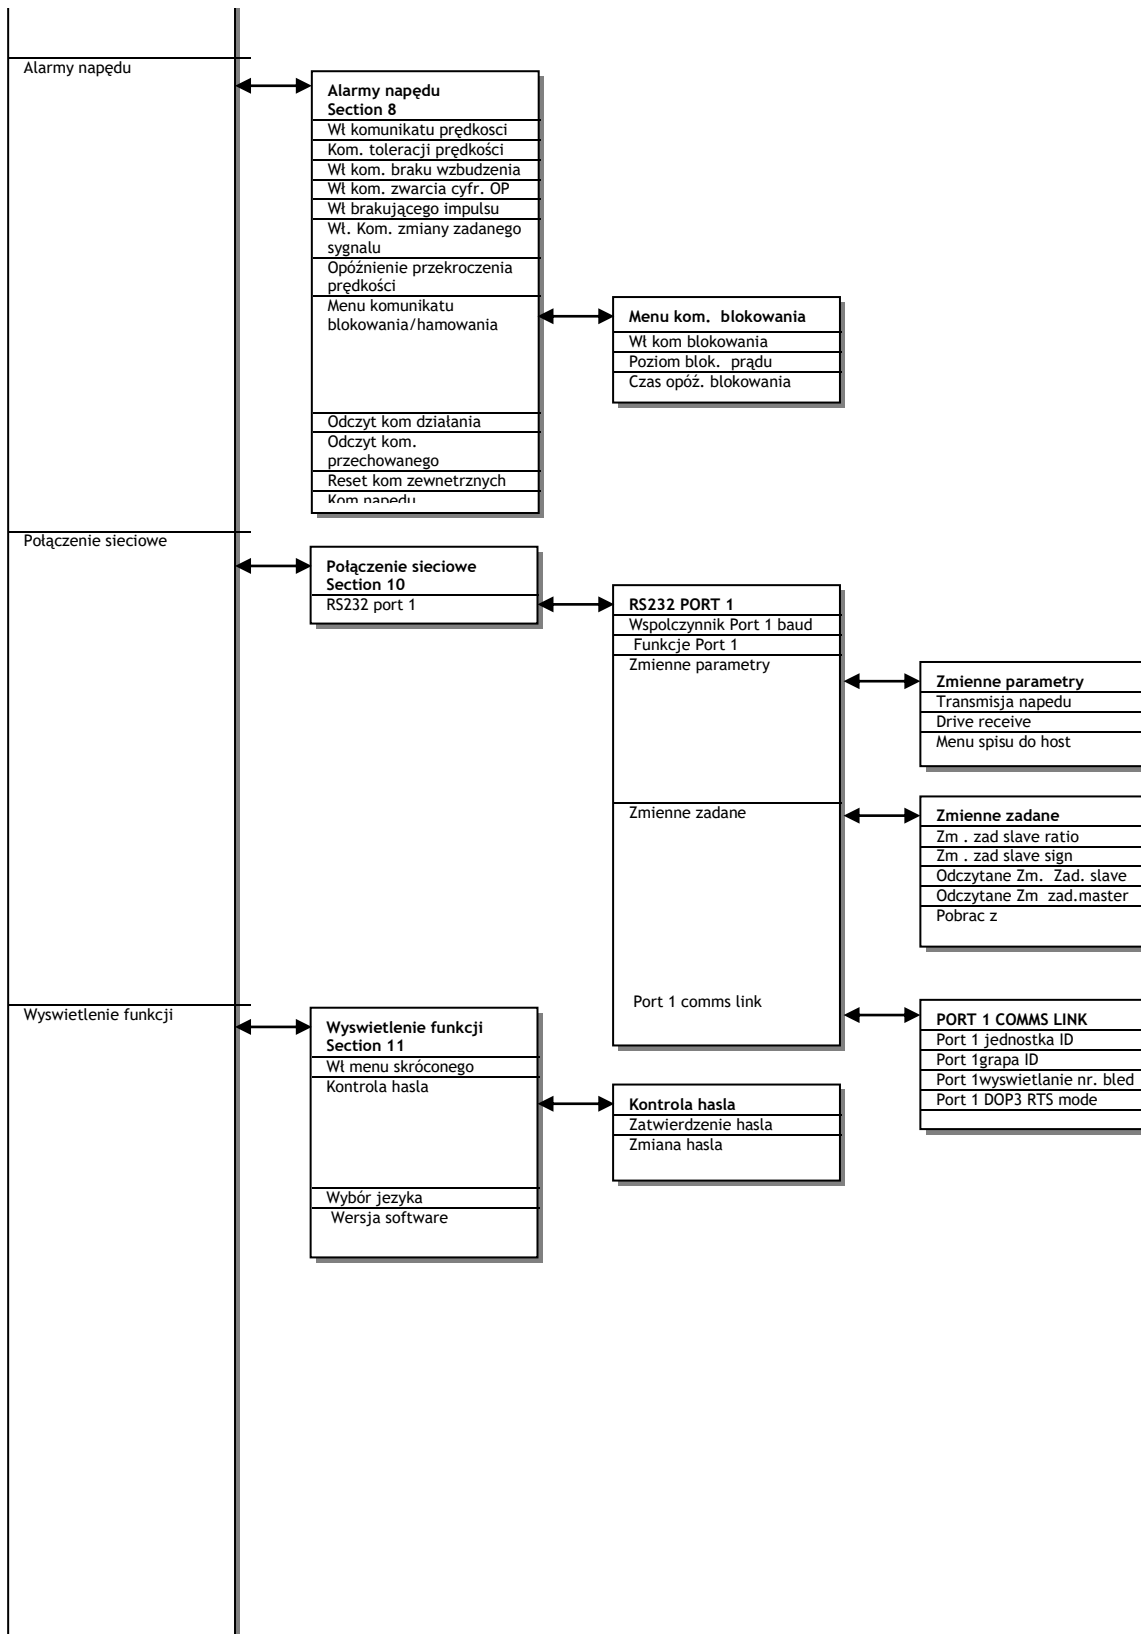 Alarmy napędu
Alarmy napędu
Section 8
Wł komunikatu prędkosci
Kom. toleracji prędkości
Wł kom. braku wzbudzenia
Wł kom. zwarcia cyfr. OP
Wł brakującego impulsu
Wł. Kom. zmiany zadanego
sygnalu
Opóźnienie przekroczenia
prędkości
Menu komunikatu
blokowania/hamowania
Odczyt kom działania
Odczyt kom.
przechowanego
Reset kom zewnetrznych
Kom napedu
Menu kom. blokowania
Wł kom blokowania
Poziom blok. prądu
Czas opóź. blokowania
Połączenie sieciowe
Połączenie sieciowe
Section 10
RS232 port 1
RS232 PORT 1
Wspolczynnik Port 1 baud
Funkcje Port 1
Zmienne parametry
Zmienne zadane
Port 1 comms link
Zmienne parametry
Transmisja napedu
Drive receive
Menu spisu do host
Zmienne zadane
Zm . zad slave ratio
Zm . zad slave sign
Odczytane Zm. Zad. slave
Odczytane Zm zad.master
Pobrac z
PORT 1 COMMS LINK
Port 1 jednostka ID
Port 1grapa ID
Port 1wyswietlanie nr. bled
Port 1 DOP3 RTS mode
Wyswietlenie funkcji
Wyswietlenie funkcji
Section 11
Wł menu skróconego
Kontrola hasla
Wybór jezyka
Wersja software
Kontrola hasla
Zatwierdzenie hasla
Zmiana hasla